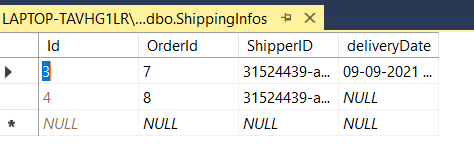 LAPTOP-TAVHG1LR\...dbo.ShippingInfos
Id OrderId ShipperID deliveryDate
3 7 31524439-a... 09-09-2021 ...
4 8 31524439-a... NULL
* NULL NULL NULL NULL